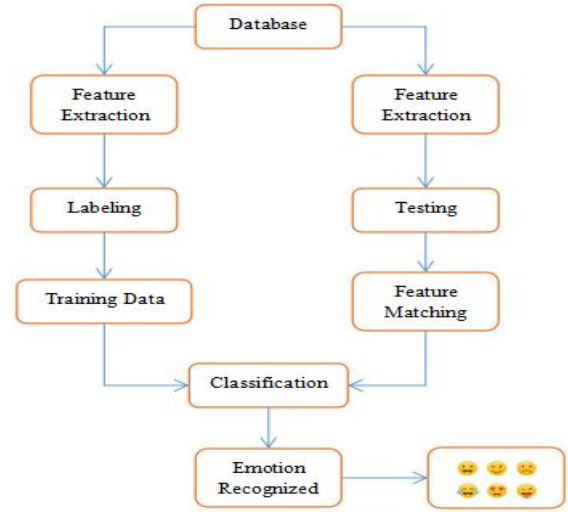 Database
Feature
Extraction
Feature
Extraction
Labeling
Testing
Training Data
Feature
Matching
Classification
Emotion
Recognized